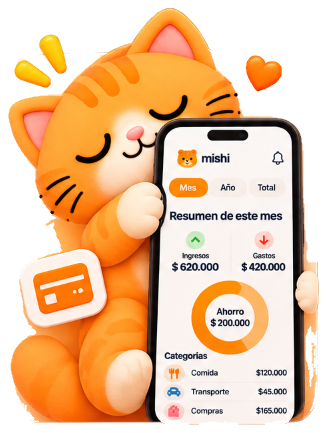 mishi
Mes Año Total
Resumen de este mes
Ingresos Gastos
$ 620.000 $ 420.000
Ahorro
$ 200.000
Categorías
Comida $120.000
Transporte $45.000
Compras $165.000